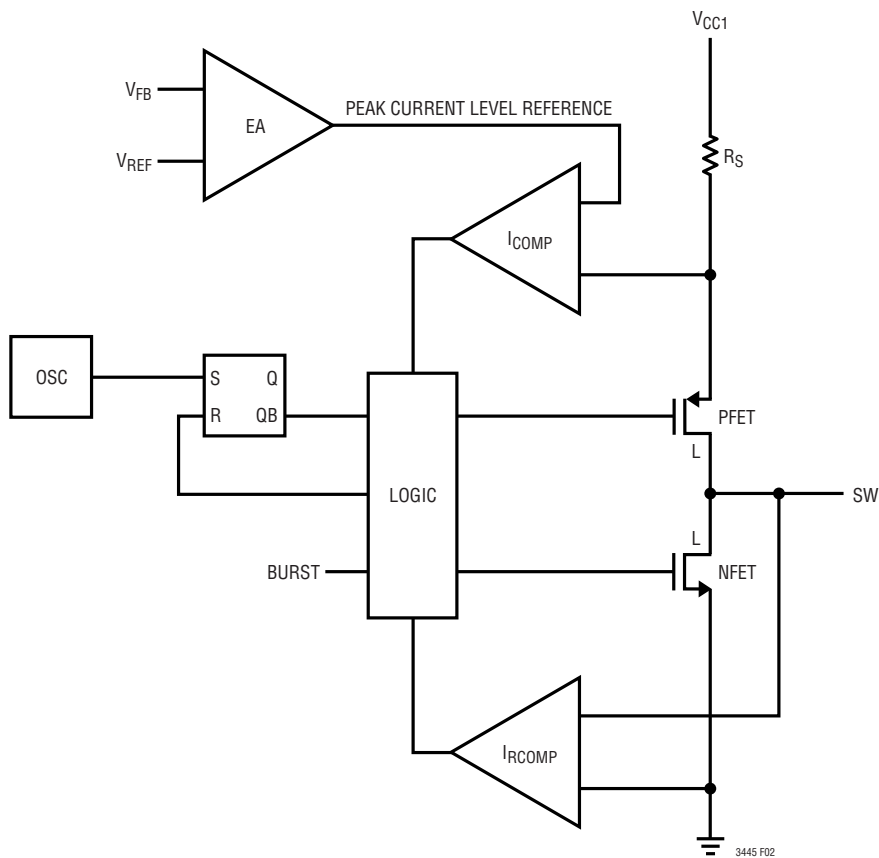 VCC1
VFB
VREF
EA
PEAK CURRENT LEVEL REFERENCE
RS
ICOMP
OSC
S
Q
R
QB
PFET
L
LOGIC
SW
L
NFET
BURST
IRCOMP
3445 F02